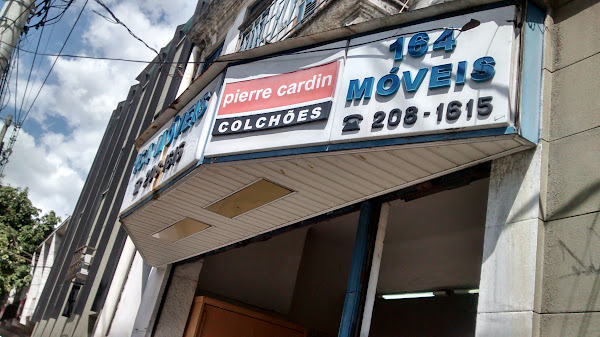 pierre cardin
COLCHÕES
164
MÓVEIS
☎ 208-1615